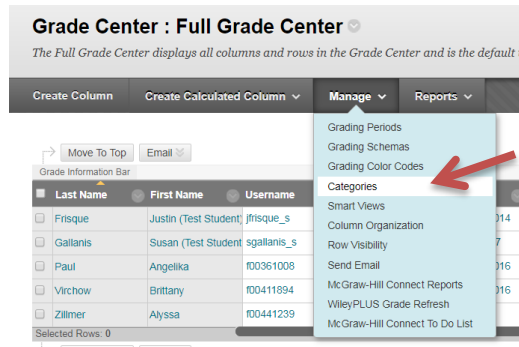 Grade Center : Full Grade Center
The Full Grade Center displays all columns and rows in the Grade Center and is the default
Create Column Create Calculated Column Manage Reports
Grading Periods
Grading Schemas
Grading Color Codes
Categories
Smart Views
Column Organization
Row Visibility
Send Email
McGraw-Hill Connect Reports
WileyPLUS Grade Refresh
McGraw-Hill Connect To Do List
Move To Top Email
Grade Information Bar
Last Name First Name Username
Frisque Justin (Test Student) jfrisque_s 014
Gallanis Susan (Test Student sgallanis_s 7
Paul Angelika f00361008 016
Virchow Brittany f00411894 016
Zillmer Alyssa f00441239
Selected Rows: 0